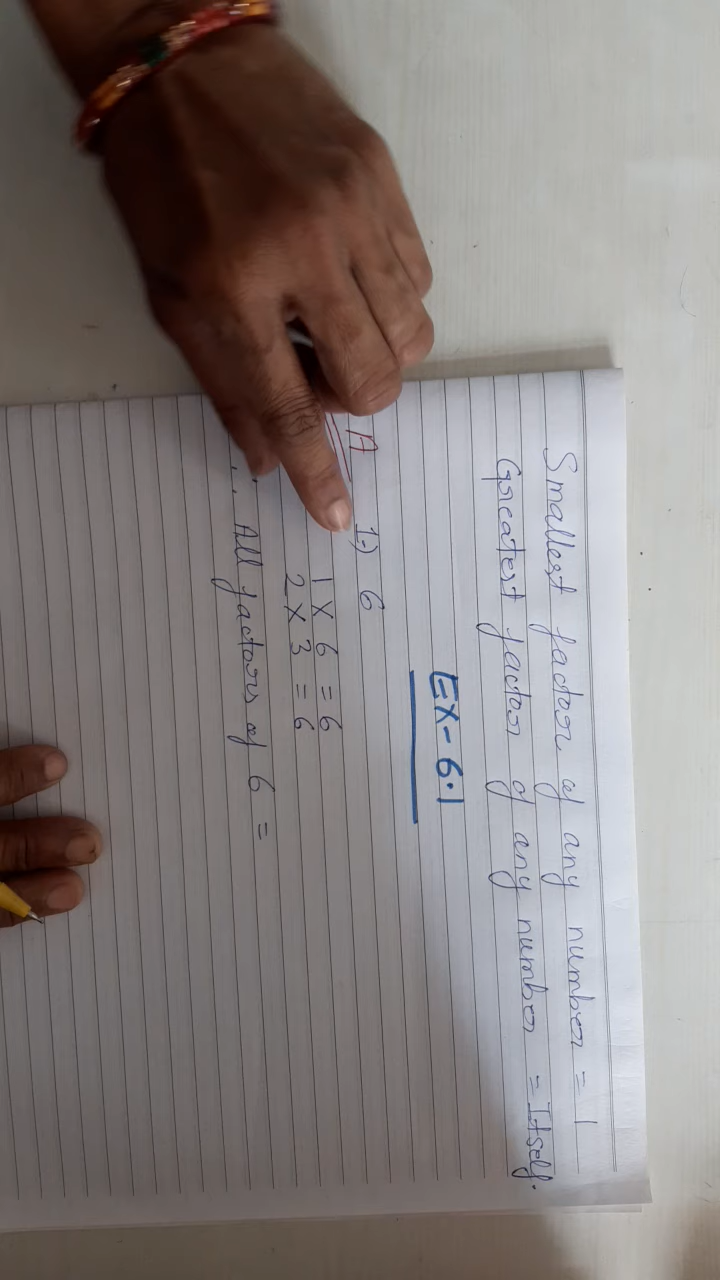 Smallest factor of any number = 1
Greatest factor of any number = Itself.
Ex-6.1
A 1.) 6
1 × 6 = 6
2 × 3 = 6
∴ All factors of 6 =